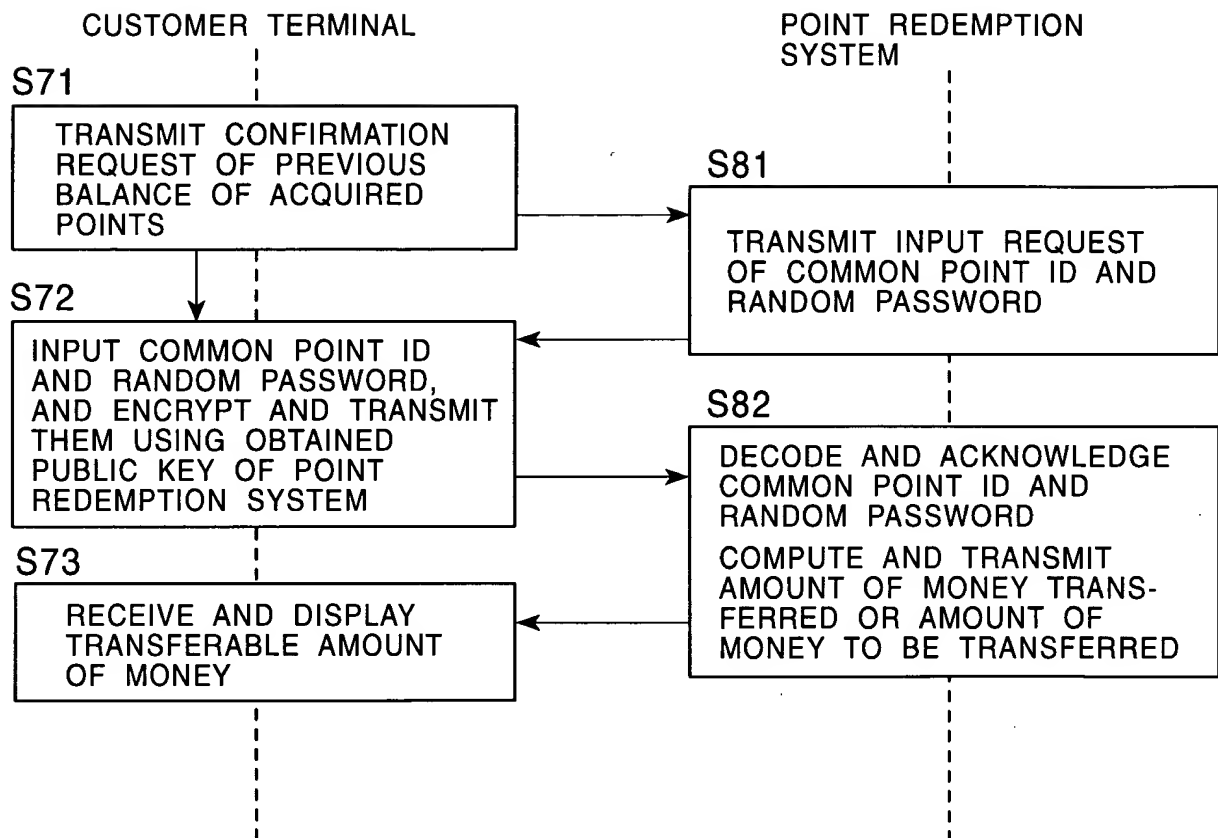 CUSTOMER TERMINAL
POINT REDEMPTION
SYSTEM
S71
TRANSMIT CONFIRMATION
REQUEST OF PREVIOUS
BALANCE OF ACQUIRED
POINTS
S81
TRANSMIT INPUT REQUEST
OF COMMON POINT ID AND
RANDOM PASSWORD
S72
INPUT COMMON POINT ID
AND RANDOM PASSWORD,
AND ENCRYPT AND TRANSMIT
THEM USING OBTAINED
PUBLIC KEY OF POINT
REDEMPTION SYSTEM
S82
DECODE AND ACKNOWLEDGE
COMMON POINT ID AND
RANDOM PASSWORD
COMPUTE AND TRANSMIT
AMOUNT OF MONEY TRANS-
FERRED OR AMOUNT OF
MONEY TO BE TRANSFERRED
S73
RECEIVE AND DISPLAY
TRANSFERABLE AMOUNT
OF MONEY